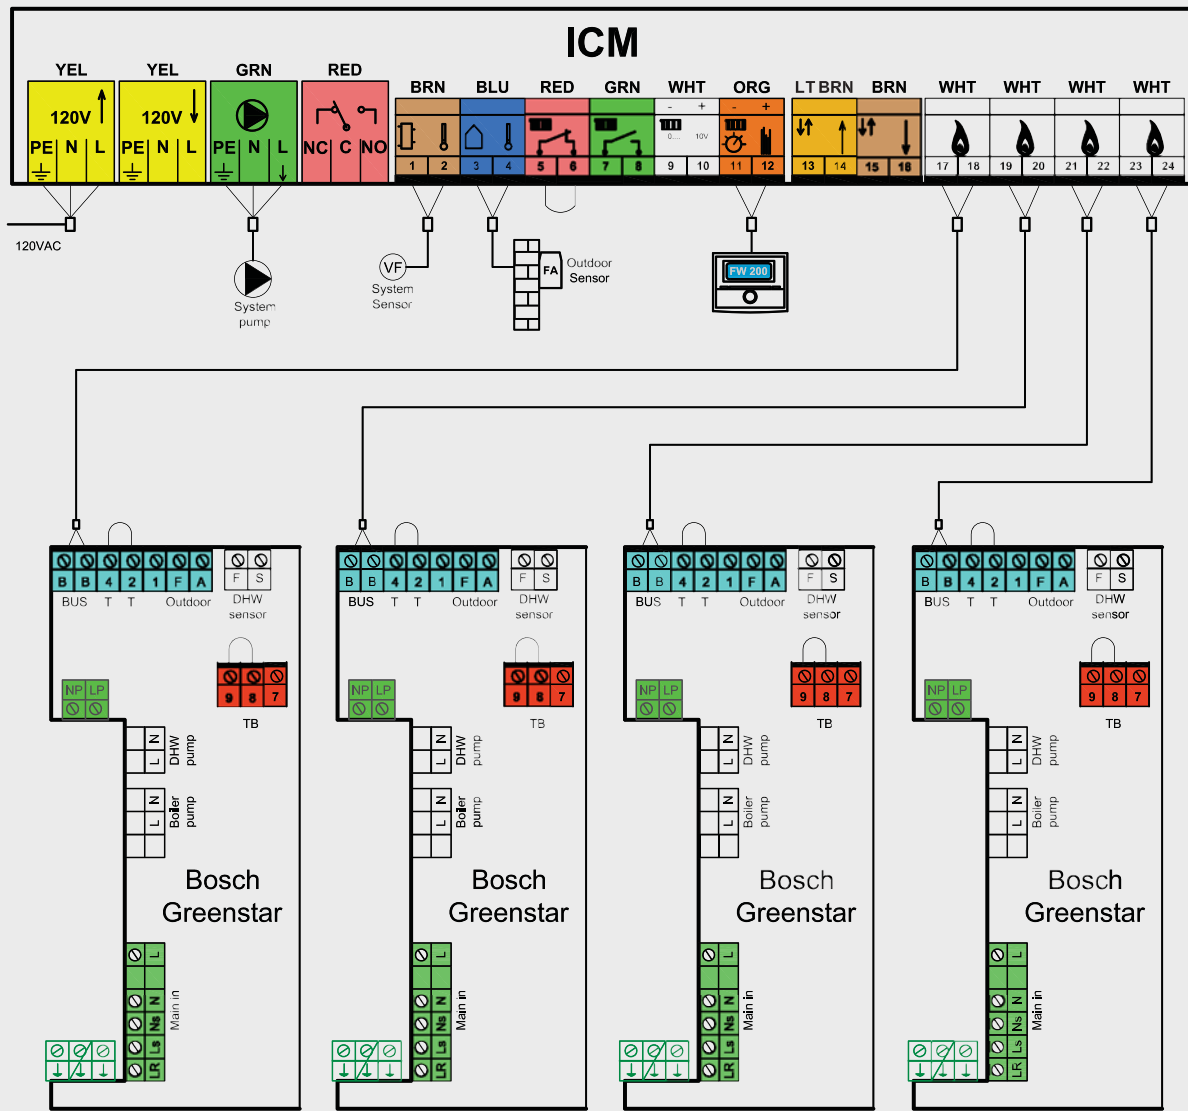 ICM
YEL YEL GRN RED BRN BLU RED GRN WHT ORG LT BRN BRN WHT WHT WHT WHT
120V 120V - + - +
0.... 10V
PE N L PE N L PE N L NC C NO
1 2 3 4 5 6 7 8 9 10 11 12 13 14 15 16 17 18 19 20 21 22 23 24
120VAC
System
pump
VF
System
Sensor
FA
Outdoor
Sensor
FW 200
B B 4 2 1 F A F S
BUS T T Outdoor DHW
sensor
NP LP
9 8 7
TB
L N
DHW
pump
L N
Boiler
pump
Bosch
Greenstar
L
N
Ns
Ls
LR
Main in
B B 4 2 1 F A F S
BUS T T Outdoor DHW
sensor
NP LP
9 8 7
TB
L N
DHW
pump
L N
Boiler
pump
Bosch
Greenstar
L
N
Ns
Ls
LR
Main in
B B 4 2 1 F A F S
BUS T T Outdoor DHW
sensor
NP LP
9 8 7
TB
L N
DHW
pump
L N
Boiler
pump
Bosch
Greenstar
L
N
Ns
Ls
LR
Main in
B B 4 2 1 F A F S
BUS T T Outdoor DHW
sensor
NP LP
9 8 7
TB
L N
DHW
pump
L N
Boiler
pump
Bosch
Greenstar
L
N
Ns
Ls
LR
Main in